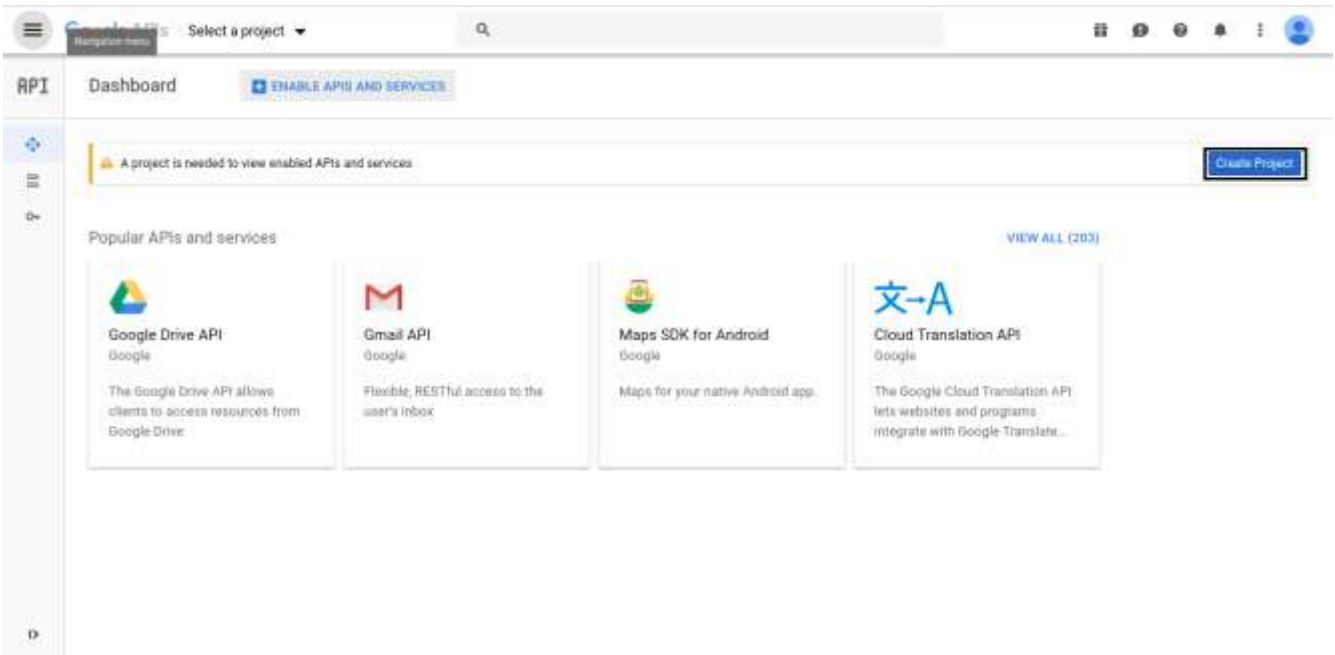 Google APIs Select a project
Navigation menu
API Dashboard ENABLE APIS AND SERVICES
A project is needed to view enabled APIs and services Create Project
Popular APIs and services VIEW ALL (203)
文→A
Google Drive API
Google
The Google Drive API allows
clients to access resources from
Google Drive
Gmail API
Google
Flexible, RESTful access to the
user's inbox
Maps SDK for Android
Google
Maps for your native Android app.
Cloud Translation API
Google
The Google Cloud Translation API
lets websites and programs
integrate with Google Translate...